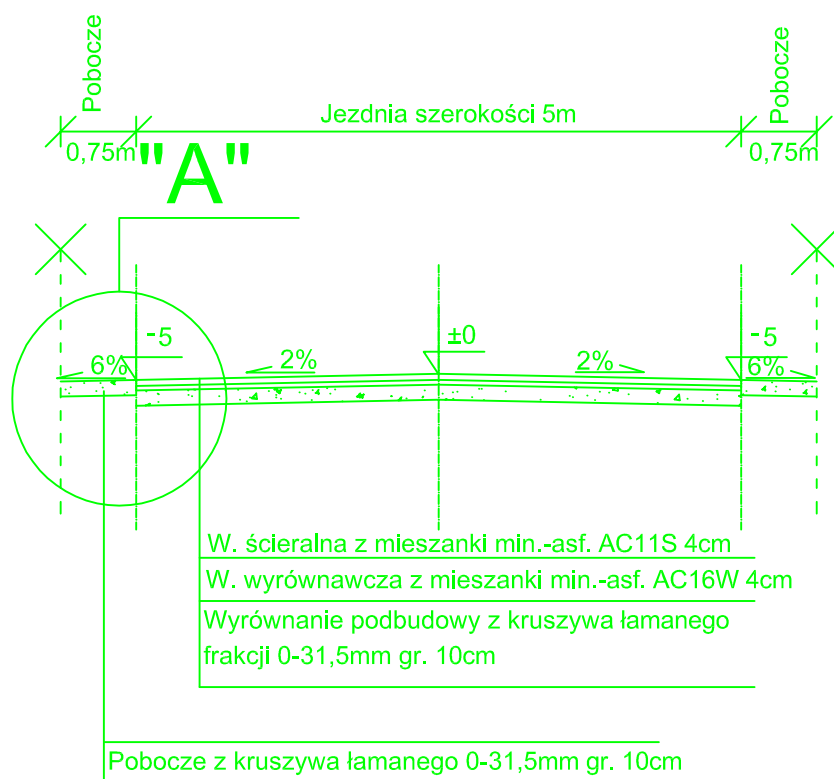 Pobocze
Jezdnia szerokości 5m
Pobocze
0,75m
0,75m
"A"
-5
±0
-5
6%
2%
2%
6%
W. ścieralna z mieszanki min.-asf. AC11S 4cm
W. wyrównawcza z mieszanki min.-asf. AC16W 4cm
Wyrównanie podbudowy z kruszywa łamanego
frakcji 0-31,5mm gr. 10cm
Pobocze z kruszywa łamanego 0-31,5mm gr. 10cm